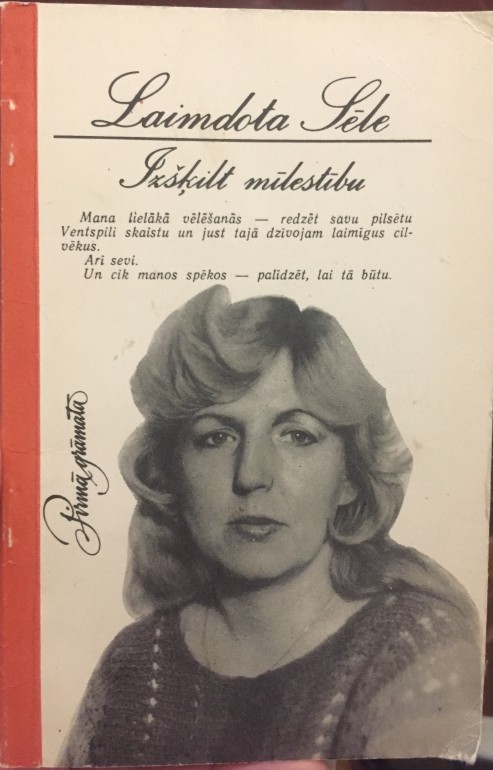 Laimdota Sēle
Izšķilt mīlestību
Mana lielākā vēlēšanās — redzēt savu pilsētu
Ventspili skaistu un just tajā dzīvojam laimīgus cil-
vēkus.
Arī sevi.
Un cik manos spēkos — palīdzēt, lai tā būtu.
Pirmā grāmata